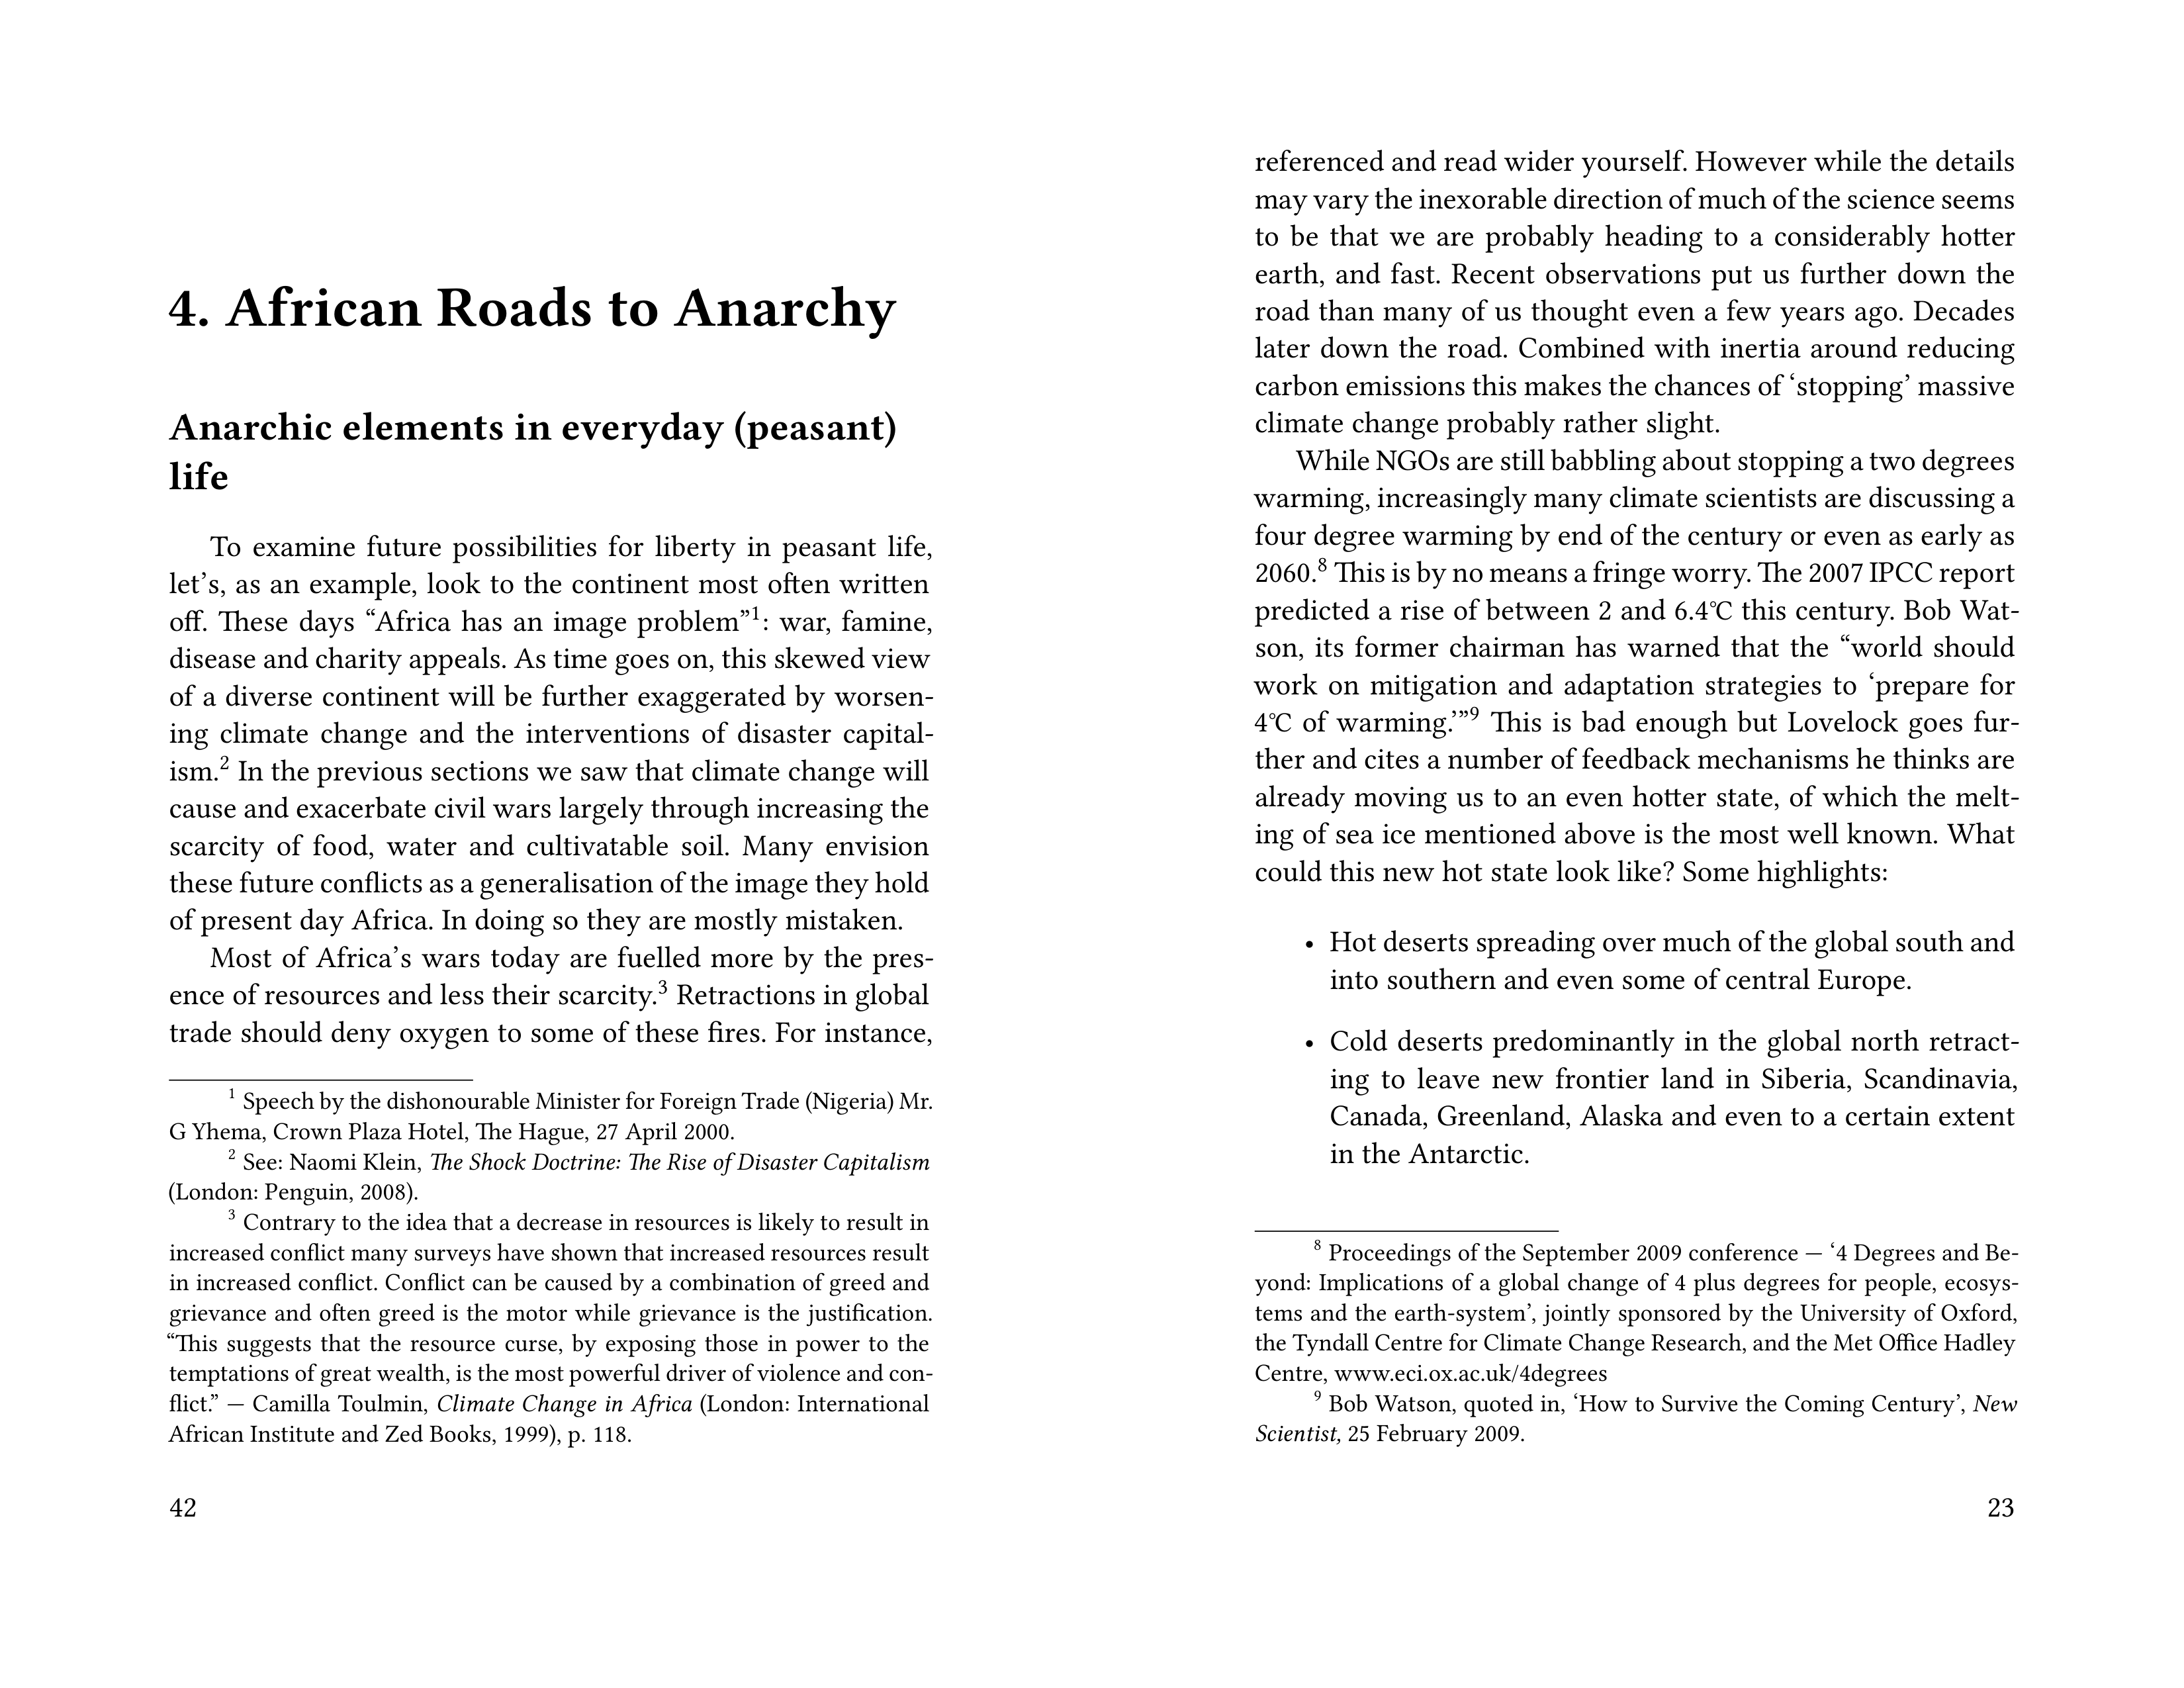 4. African Roads to Anarchy
Anarchic elements in everyday (peasant)
life
To examine future possibilities for liberty in peasant life,
let’s, as an example, look to the continent most often written
off. These days “Africa has an image problem”1: war, famine,
disease and charity appeals. As time goes on, this skewed view
of a diverse continent will be further exaggerated by worsen-
ing climate change and the interventions of disaster capital-
ism.2 In the previous sections we saw that climate change will
cause and exacerbate civil wars largely through increasing the
scarcity of food, water and cultivatable soil. Many envision
these future conflicts as a generalisation of the image they hold
of present day Africa. In doing so they are mostly mistaken.
Most of Africa’s wars today are fuelled more by the pres-
ence of resources and less their scarcity.3 Retractions in global
trade should deny oxygen to some of these fires. For instance,
1 Speech by the dishonourable Minister for Foreign Trade (Nigeria) Mr.
G Yhema, Crown Plaza Hotel, The Hague, 27 April 2000.
2 See: Naomi Klein, The Shock Doctrine: The Rise of Disaster Capitalism
(London: Penguin, 2008).
3 Contrary to the idea that a decrease in resources is likely to result in
increased conflict many surveys have shown that increased resources result
in increased conflict. Conflict can be caused by a combination of greed and
grievance and often greed is the motor while grievance is the justification.
“This suggests that the resource curse, by exposing those in power to the
temptations of great wealth, is the most powerful driver of violence and con-
flict.” — Camilla Toulmin, Climate Change in Africa (London: International
African Institute and Zed Books, 1999), p. 118.
42
referenced and read wider yourself. However while the details
may vary the inexorable direction of much of the science seems
to be that we are probably heading to a considerably hotter
earth, and fast. Recent observations put us further down the
road than many of us thought even a few years ago. Decades
later down the road. Combined with inertia around reducing
carbon emissions this makes the chances of ‘stopping’ massive
climate change probably rather slight.
While NGOs are still babbling about stopping a two degrees
warming, increasingly many climate scientists are discussing a
four degree warming by end of the century or even as early as
2060.8 This is by no means a fringe worry. The 2007 IPCC report
predicted a rise of between 2 and 6.4℃ this century. Bob Wat-
son, its former chairman has warned that the “world should
work on mitigation and adaptation strategies to ‘prepare for
4℃ of warming.’”9 This is bad enough but Lovelock goes fur-
ther and cites a number of feedback mechanisms he thinks are
already moving us to an even hotter state, of which the melt-
ing of sea ice mentioned above is the most well known. What
could this new hot state look like? Some highlights:
• Hot deserts spreading over much of the global south and
into southern and even some of central Europe.
• Cold deserts predominantly in the global north retract-
ing to leave new frontier land in Siberia, Scandinavia,
Canada, Greenland, Alaska and even to a certain extent
in the Antarctic.
8 Proceedings of the September 2009 conference — ‘4 Degrees and Be-
yond: Implications of a global change of 4 plus degrees for people, ecosys-
tems and the earth-system’, jointly sponsored by the University of Oxford,
the Tyndall Centre for Climate Change Research, and the Met Office Hadley
Centre, www.eci.ox.ac.uk/4degrees
9 Bob Watson, quoted in, ‘How to Survive the Coming Century’, New
Scientist, 25 February 2009.
23